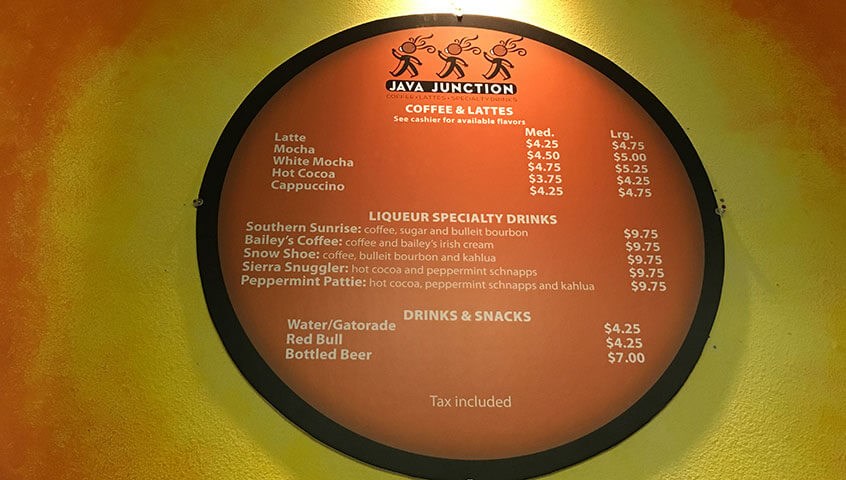 JAVA JUNCTION
COFFEE • LATTES • SPECIALTY DRINKS
COFFEE & LATTES
See cashier for available flavors
Med. Lrg.
Latte $4.25 $4.75
Mocha $4.50 $5.00
White Mocha $4.75 $5.25
Hot Cocoa $3.75 $4.25
Cappuccino $4.25 $4.75
LIQUEUR SPECIALTY DRINKS
Southern Sunrise: coffee, sugar and bulleit bourbon $9.75
Bailey's Coffee: coffee and bailey's irish cream $9.75
Snow Shoe: coffee, bulleit bourbon and kahlua $9.75
Sierra Snuggler: hot cocoa and peppermint schnapps $9.75
Peppermint Pattie: hot cocoa, peppermint schnapps and kahlua $9.75
DRINKS & SNACKS
Water/Gatorade $4.25
Red Bull $4.25
Bottled Beer $7.00
Tax included